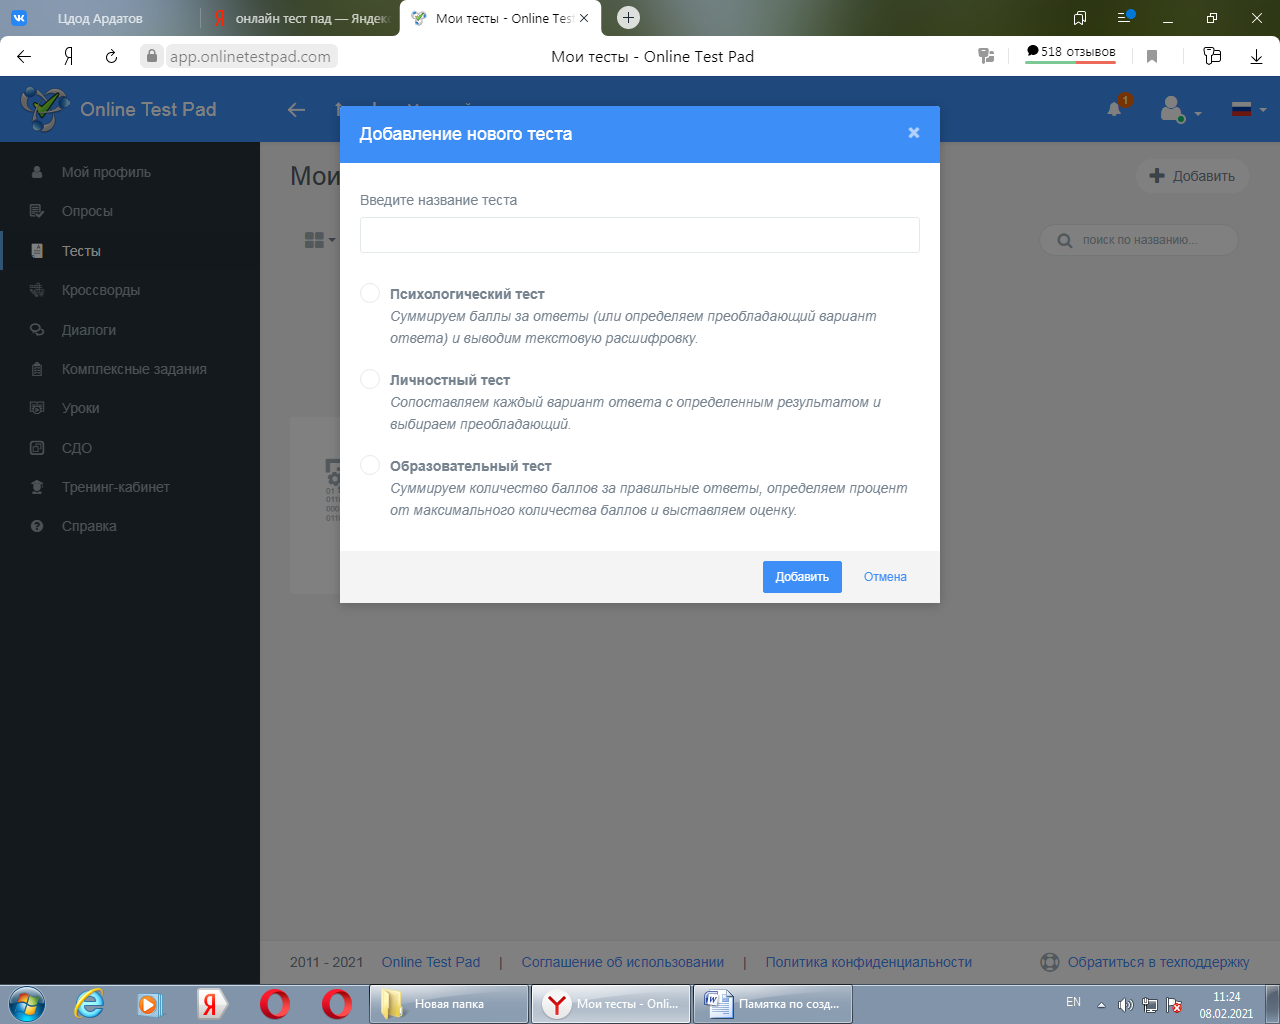 Цдод Ардатов
онлайн тест пад — Яндекс
Мои тесты - Online Test
app.onlinetestpad.com
Мои тесты - Online Test Pad
518 отзывов
Online Test Pad
1
Добавление нового теста
Мой профиль
Опросы
Тесты
Кроссворды
Диалоги
Комплексные задания
Уроки
СДО
Тренинг-кабинет
Справка
Мои
Добавить
поиск по названию...
Введите название теста
Психологический тест
Суммируем баллы за ответы (или определяем преобладающий вариант
ответа) и выводим текстовую расшифровку.
Личностный тест
Сопоставляем каждый вариант ответа с определенным результатом и
выбираем преобладающий.
Образовательный тест
Суммируем количество баллов за правильные ответы, определяем процент
от максимального количества баллов и выставляем оценку.
Добавить
Отмена
2011 - 2021 Online Test Pad | Соглашение об использовании | Политика конфиденциальности
Обратиться в техподдержку
Новая папка
Мои тесты - Onli...
Памятка по созд...
EN
11:24
08.02.2021